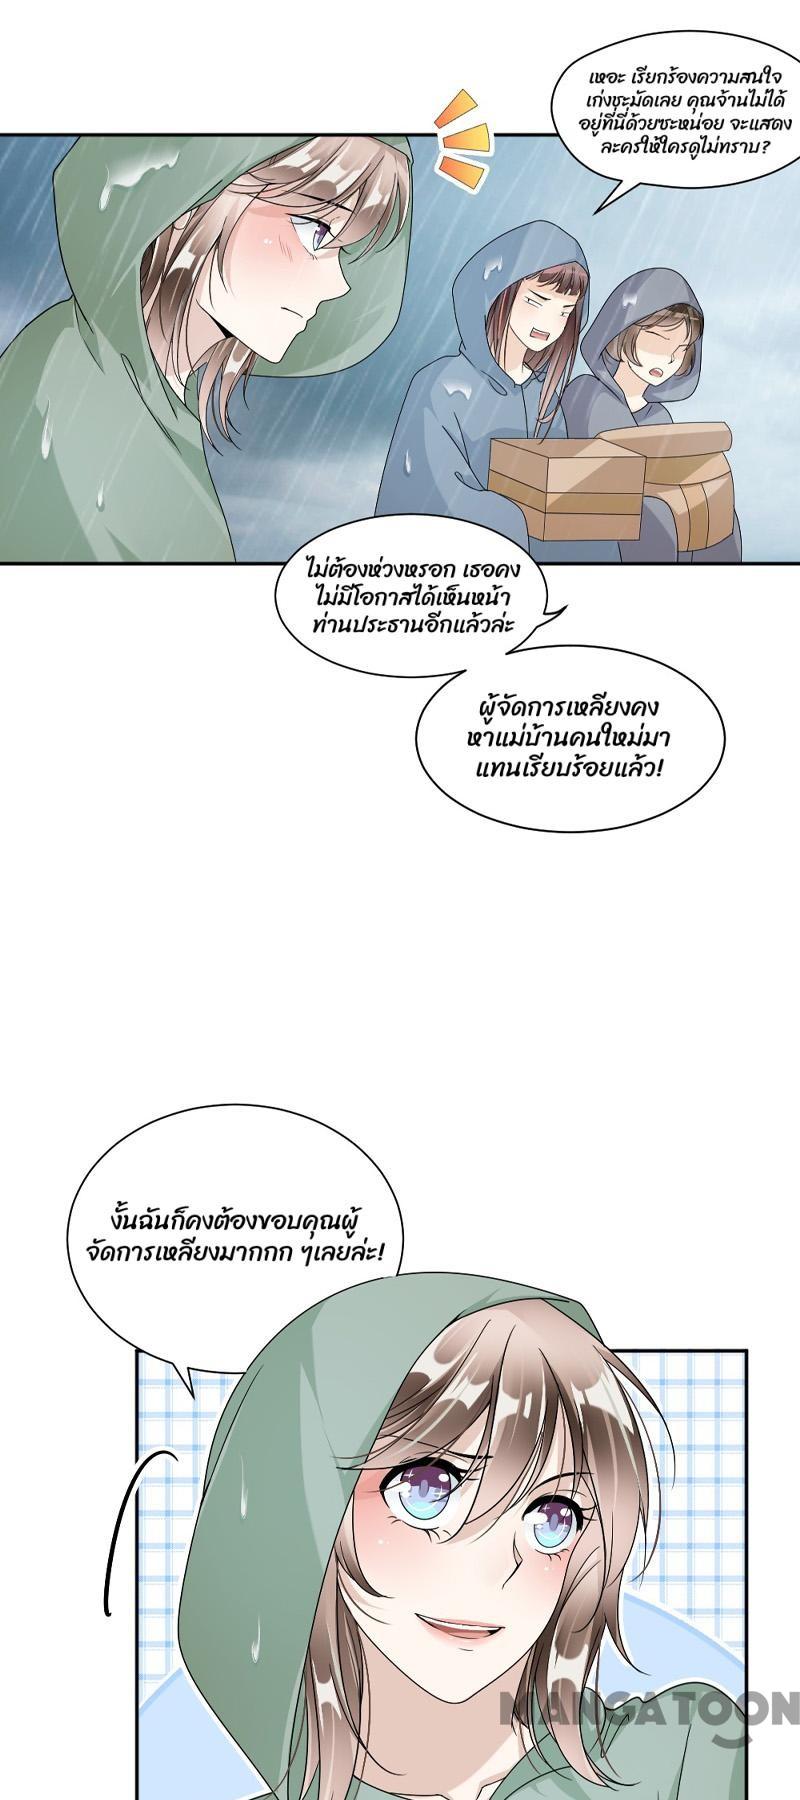 เหอะ เรียกร้องความสนใจ
เก่งชะมัดเลย คุณจ้านไม่ได้
อยู่ที่นี่ด้วยซะหน่อย จะแสดง
ละครให้ใครดูไม่ทราบ?
ไม่ต้องห่วงหรอก เธอคง
ไม่มีโอกาสได้เห็นหน้า
ท่านประธานอีกแล้วล่ะ
ผู้จัดการเหลียงคง
หาแม่บ้านคนใหม่มา
แทนเรียบร้อยแล้ว!
งั้นฉันก็คงต้องขอบคุณผู้
จัดการเหลียงมากกก ๆเลยล่ะ!
MANGATOON